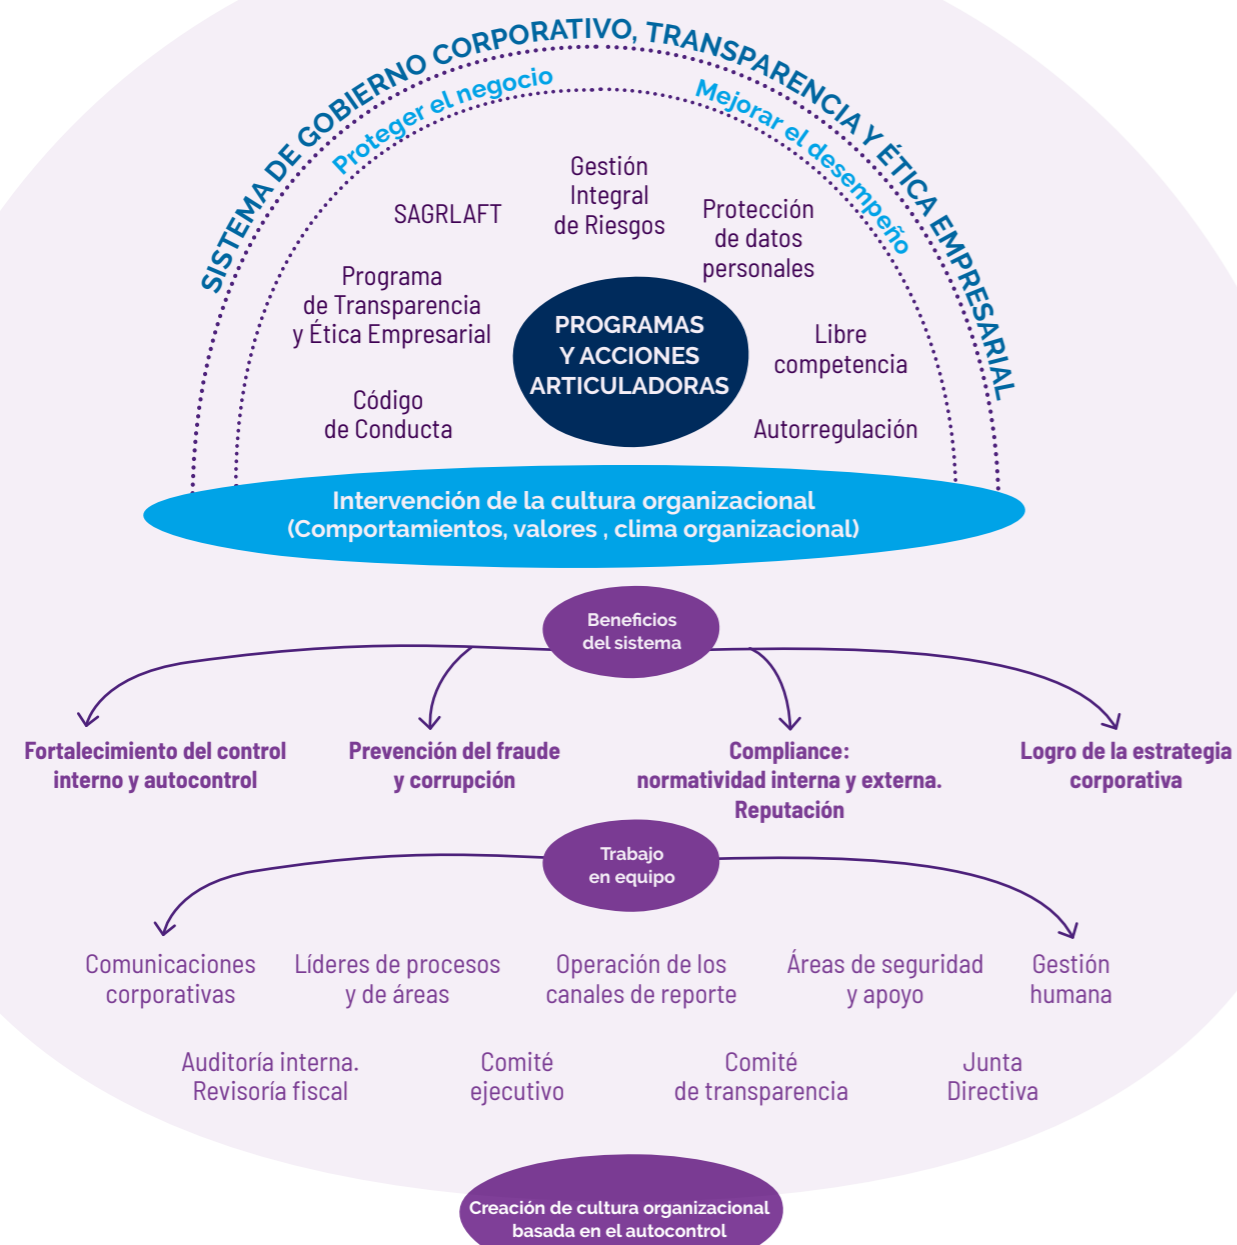 SISTEMA DE GOBIERNO CORPORATIVO, TRANSPARENCIA Y ÉTICA EMPRESARIAL
Proteger el negocio
Mejorar el desempeño
Gestión
Integral
de Riesgos
SAGRLAFT
Protección
de datos
personales
Programa
de Transparencia
y Ética Empresarial
PROGRAMAS
Y ACCIONES
ARTICULADORAS
Libre
competencia
Código
de Conducta
Autorregulación
Intervención de la cultura organizacional
(Comportamientos, valores , clima organizacional)
Beneficios
del sistema
Fortalecimiento del control
interno y autocontrol
Prevención del fraude
y corrupción
Compliance:
normatividad interna y externa.
Reputación
Logro de la estrategia
corporativa
Trabajo
en equipo
Comunicaciones
corporativas
Líderes de procesos
y de áreas
Operación de los
canales de reporte
Áreas de seguridad
y apoyo
Gestión
humana
Auditoría interna.
Revisoría fiscal
Comité
ejecutivo
Comité
de transparencia
Junta
Directiva
Creación de cultura organizacional
basada en el autocontrol